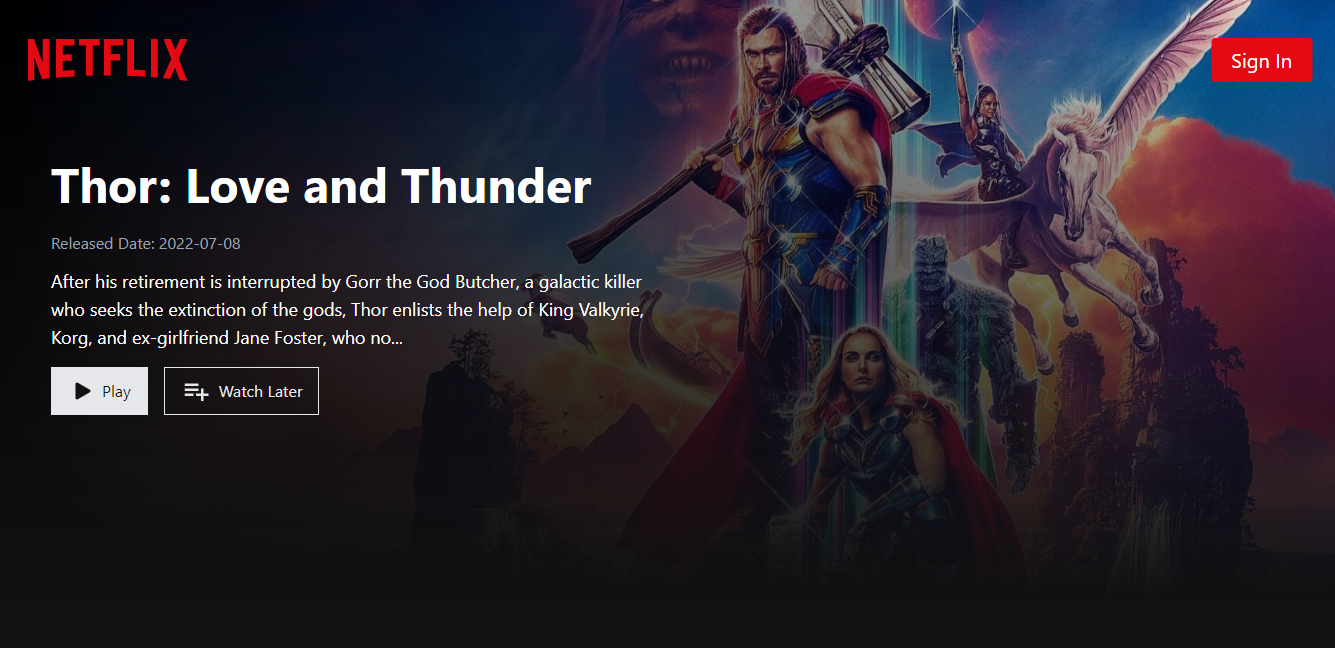 NETFLIX
Sign In
Thor: Love and Thunder
Released Date: 2022-07-08
After his retirement is interrupted by Gorr the God Butcher, a galactic killer
who seeks the extinction of the gods, Thor enlists the help of King Valkyrie,
Korg, and ex-girlfriend Jane Foster, who no...
Play
Watch Later